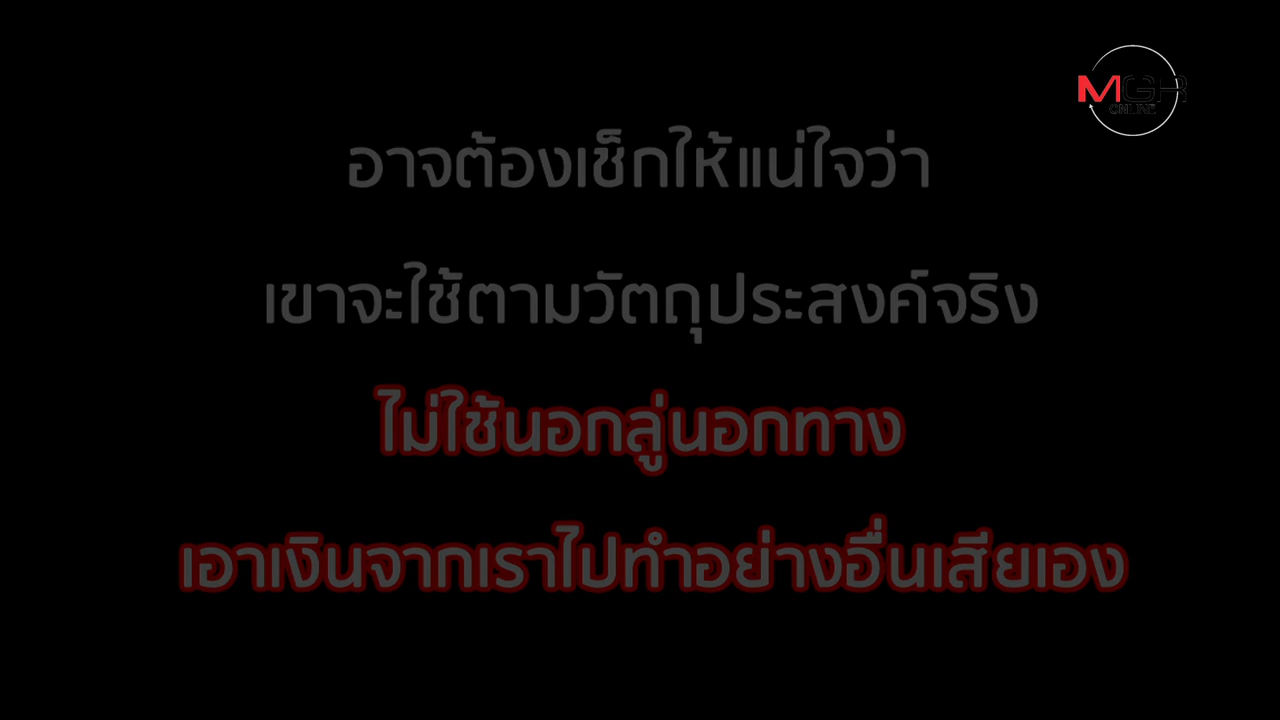 MGR
ONLINE
อาจต้องเช็กให้แน่ใจว่า
เขาจะใช้ตามวัตถุประสงค์จริง
ไม่ใช้นอกลู่นอกทาง
เอาเงินจากเราไปทำอย่างอื่นเสียเอง